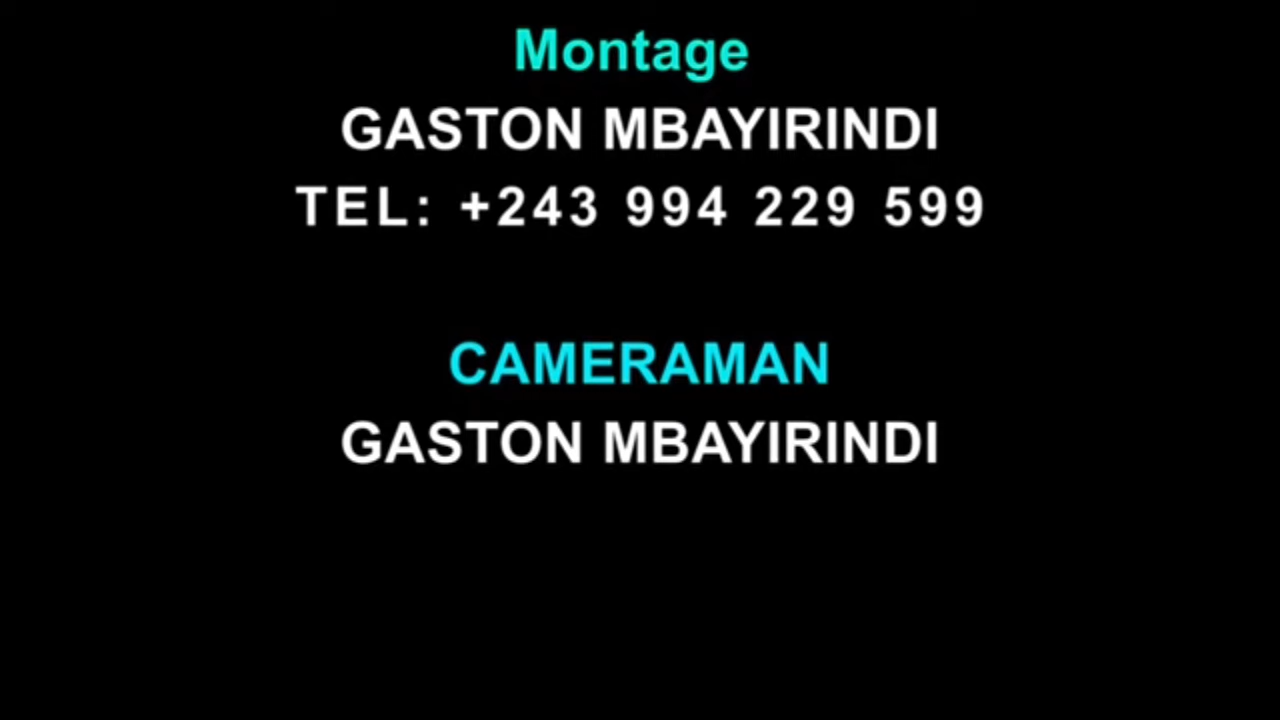 Montage
GASTON MBAYIRINDI
TEL: +243 994 229 599
CAMERAMAN
GASTON MBAYIRINDI